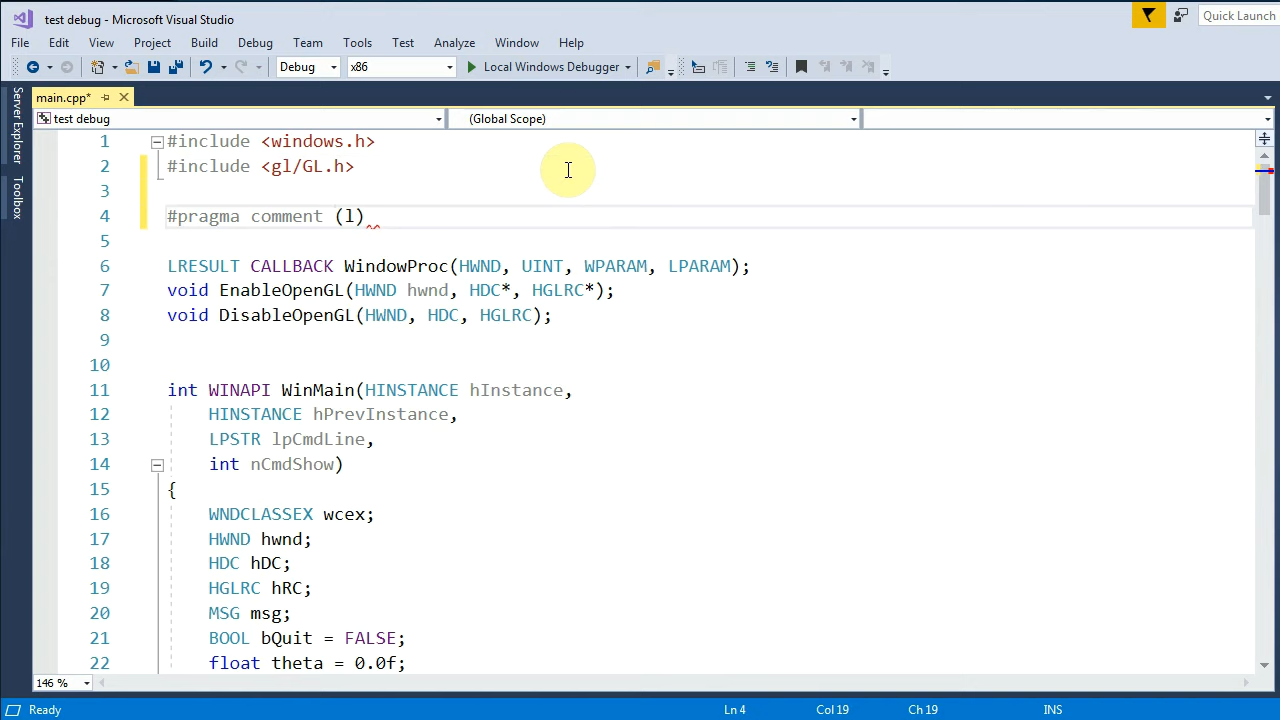 test debug - Microsoft Visual Studio
Quick Launch
File Edit View Project Build Debug Team Tools Test Analyze Window Help
Debug x86 Local Windows Debugger
Server Explorer
Toolbox
main.cpp*
test debug (Global Scope)
1 #include <windows.h>
2 #include <gl/GL.h>
3
4 #pragma comment (l)
5
6 LRESULT CALLBACK WindowProc(HWND, UINT, WPARAM, LPARAM);
7 void EnableOpenGL(HWND hwnd, HDC*, HGLRC*);
8 void DisableOpenGL(HWND, HDC, HGLRC);
9
10
11 int WINAPI WinMain(HINSTANCE hInstance,
12 HINSTANCE hPrevInstance,
13 LPSTR lpCmdLine,
14 int nCmdShow)
15 {
16 WNDCLASSEX wcex;
17 HWND hwnd;
18 HDC hDC;
19 HGLRC hRC;
20 MSG msg;
21 BOOL bQuit = FALSE;
22 float theta = 0.0f;
146 %
Ready Ln 4 Col 19 Ch 19 INS